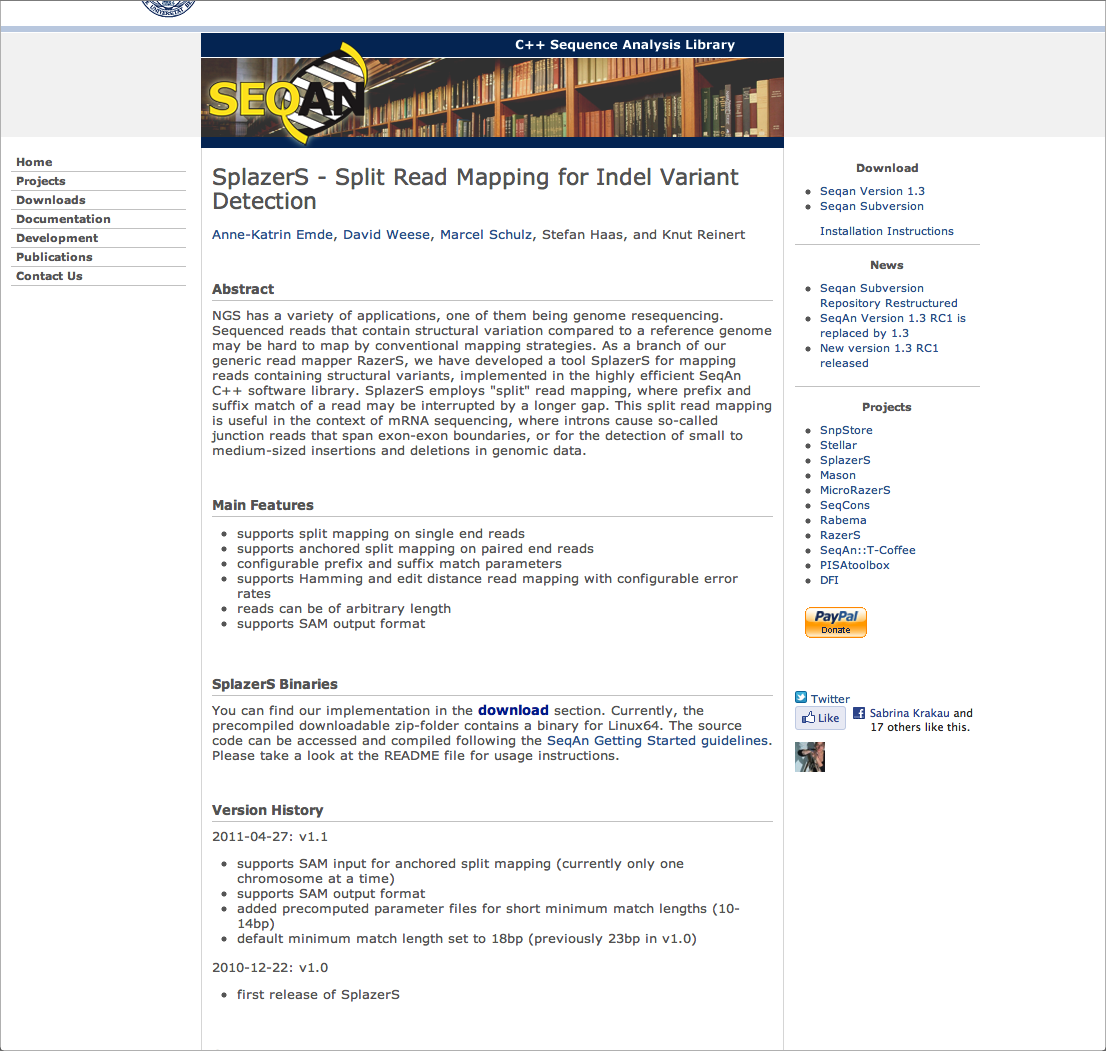 C++ Sequence Analysis Library
SEQAN
Home
Projects
Downloads
Documentation
Development
Publications
Contact Us
SplazerS - Split Read Mapping for Indel Variant
Detection
Anne-Katrin Emde, David Weese, Marcel Schulz, Stefan Haas, and Knut Reinert
Abstract
NGS has a variety of applications, one of them being genome resequencing.
Sequenced reads that contain structural variation compared to a reference genome
may be hard to map by conventional mapping strategies. As a branch of our
generic read mapper RazerS, we have developed a tool SplazerS for mapping
reads containing structural variants, implemented in the highly efficient SeqAn
C++ software library. SplazerS employs "split" read mapping, where prefix and
suffix match of a read may be interrupted by a longer gap. This split read mapping
is useful in the context of mRNA sequencing, where introns cause so-called
junction reads that span exon-exon boundaries, or for the detection of small to
medium-sized insertions and deletions in genomic data.
Main Features
supports split mapping on single end reads
supports anchored split mapping on paired end reads
configurable prefix and suffix match parameters
supports Hamming and edit distance read mapping with configurable error
rates
reads can be of arbitrary length
supports SAM output format
SplazerS Binaries
You can find our implementation in the download section. Currently, the
precompiled downloadable zip-folder contains a binary for Linux64. The source
code can be accessed and compiled following the SeqAn Getting Started guidelines.
Please take a look at the README file for usage instructions.
Version History
2011-04-27: v1.1
supports SAM input for anchored split mapping (currently only one
chromosome at a time)
supports SAM output format
added precomputed parameter files for short minimum match lengths (10-
14bp)
default minimum match length set to 18bp (previously 23bp in v1.0)
2010-12-22: v1.0
first release of SplazerS
Download
Seqan Version 1.3
Seqan Subversion
Installation Instructions
News
Seqan Subversion
Repository Restructured
SeqAn Version 1.3 RC1 is
replaced by 1.3
New version 1.3 RC1
released
Projects
SnpStore
Stellar
SplazerS
Mason
MicroRazerS
SeqCons
Rabema
RazerS
SeqAn::T-Coffee
PISAtoolbox
DFI
PayPal
Donate
Twitter
Like
Sabrina Krakau and
17 others like this.